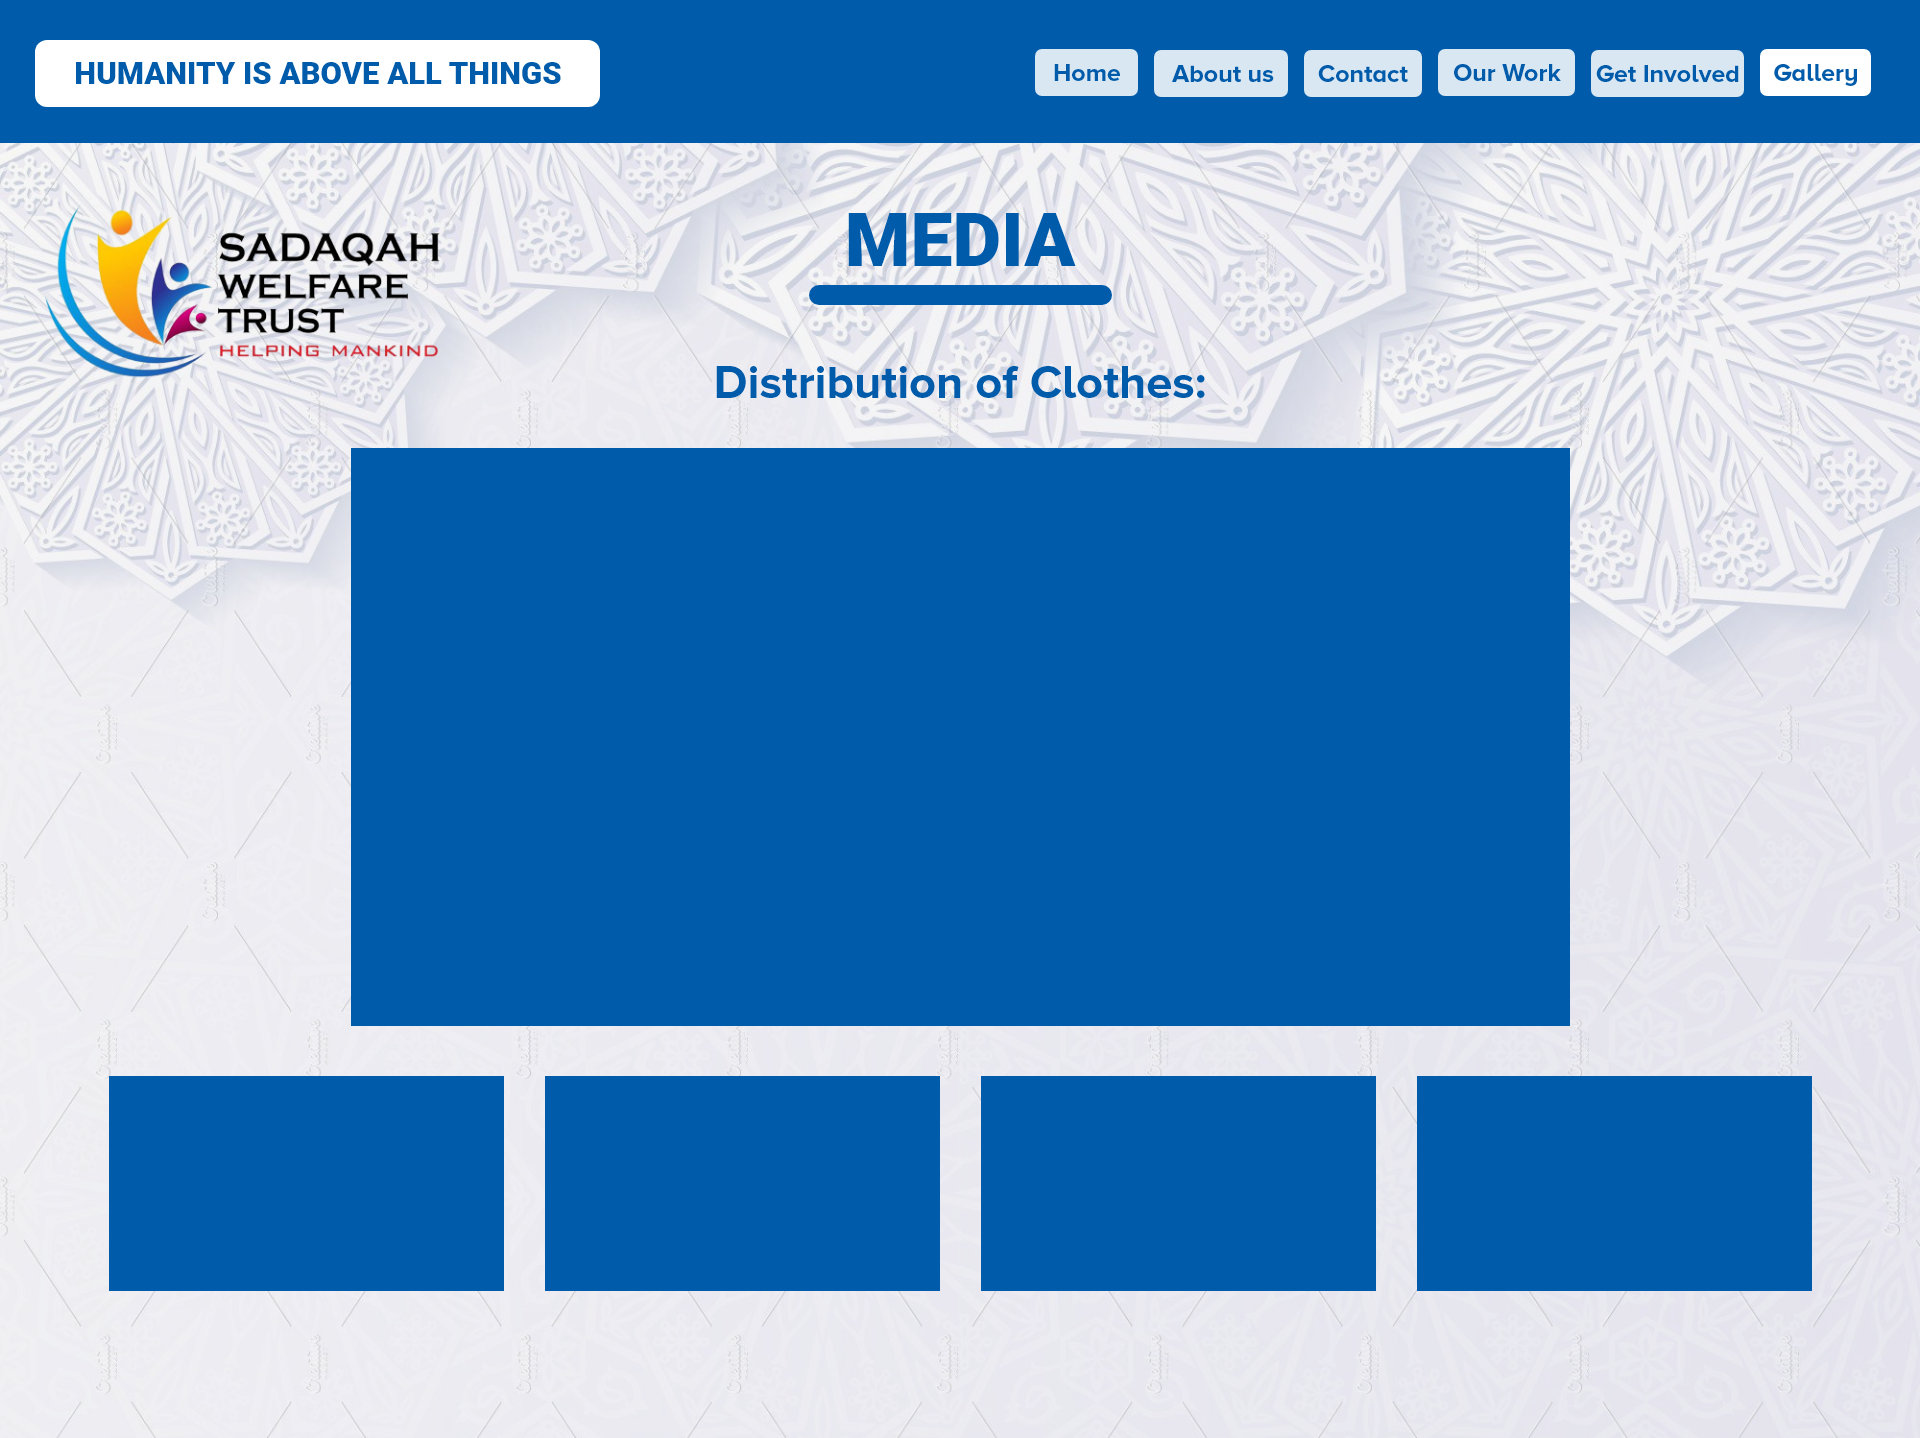 HUMANITY IS ABOVE ALL THINGS
Home
About us
Contact
Our Work
Get Involved
Gallery
SADAQAH
WELFARE
TRUST
HELPING MANKIND
MEDIA
Distribution of Clothes: